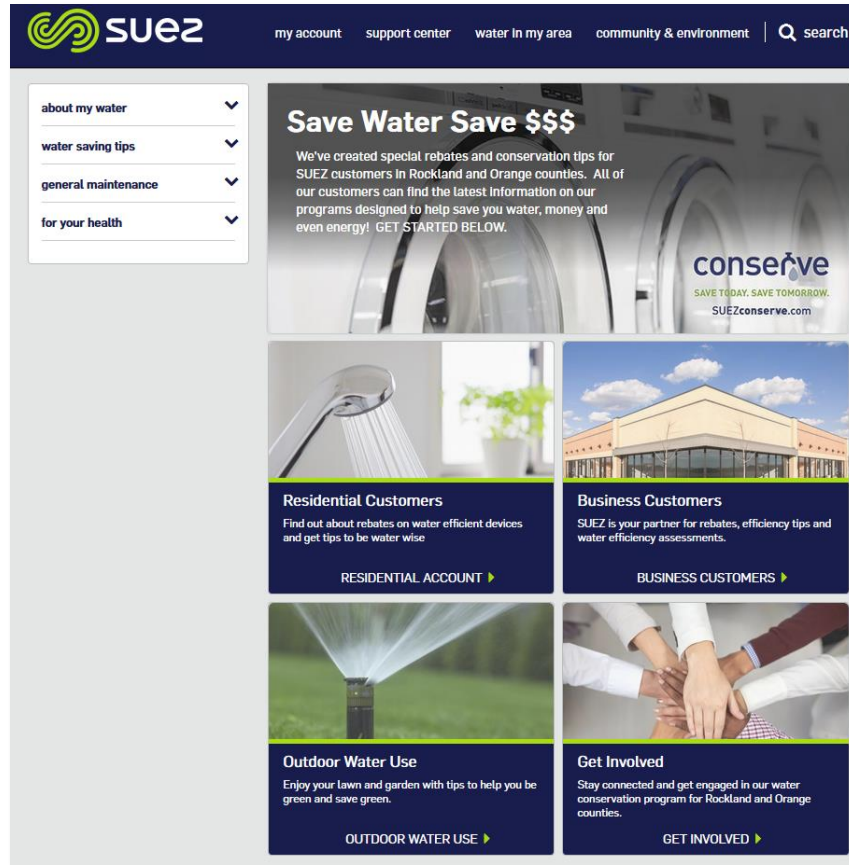 suez
my account
support center
water in my area
community & environment
search
about my water
water saving tips
general maintenance
for your health
Save Water Save $$$
We've created special rebates and conservation tips for
SUEZ customers in Rockland and Orange counties. All of
our customers can find the latest information on our
programs designed to help save you water, money and
even energy! GET STARTED BELOW.
conserve
SAVE TODAY. SAVE TOMORROW.
SUEZconserve.com
Residential Customers
Find out about rebates on water efficient devices
and get tips to be water wise
RESIDENTIAL ACCOUNT
Business Customers
SUEZ is your partner for rebates, efficiency tips and
water efficiency assessments.
BUSINESS CUSTOMERS
Outdoor Water Use
Enjoy your lawn and garden with tips to help you be
green and save green.
OUTDOOR WATER USE
Get Involved
Stay connected and get engaged in our water
conservation program for Rockland and Orange
counties.
GET INVOLVED